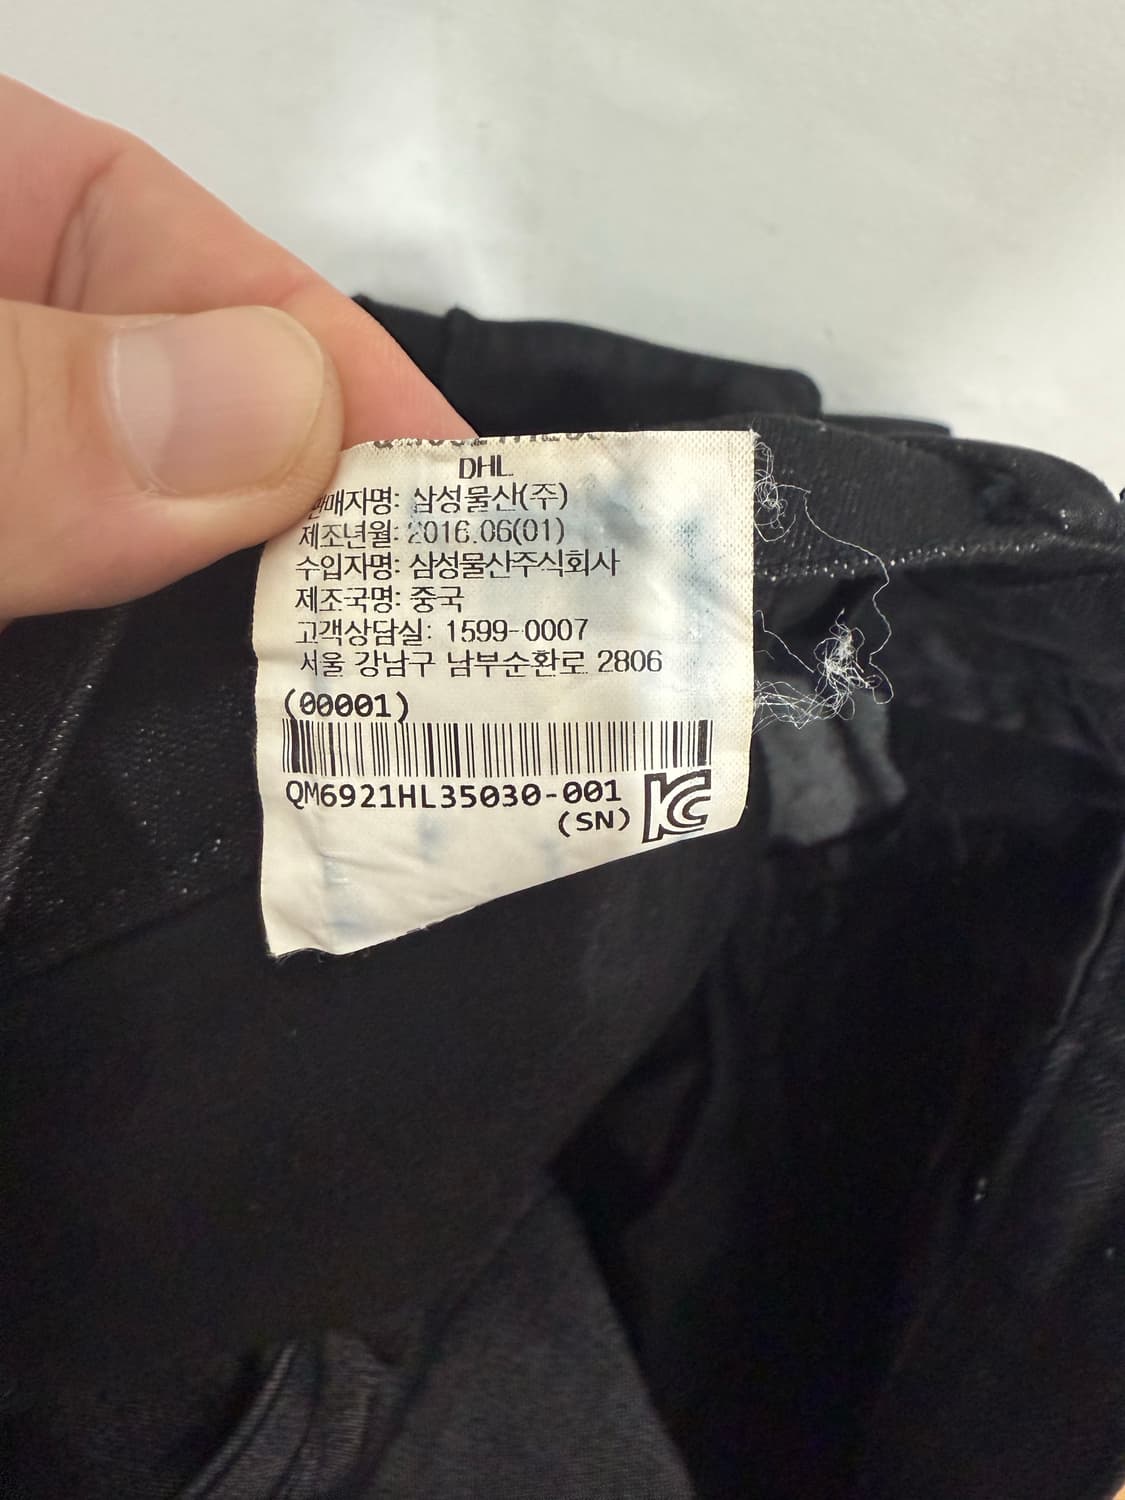 DHL
판매자명: 삼성물산(주)
제조년월: 2016.06(01)
수입자명: 삼성물산주식회사
제조국명: 중국
고객상담실: 1599-0007
서울 강남구 남부순환로 2806
(00001)
QM6921HL35030-001
(SN)